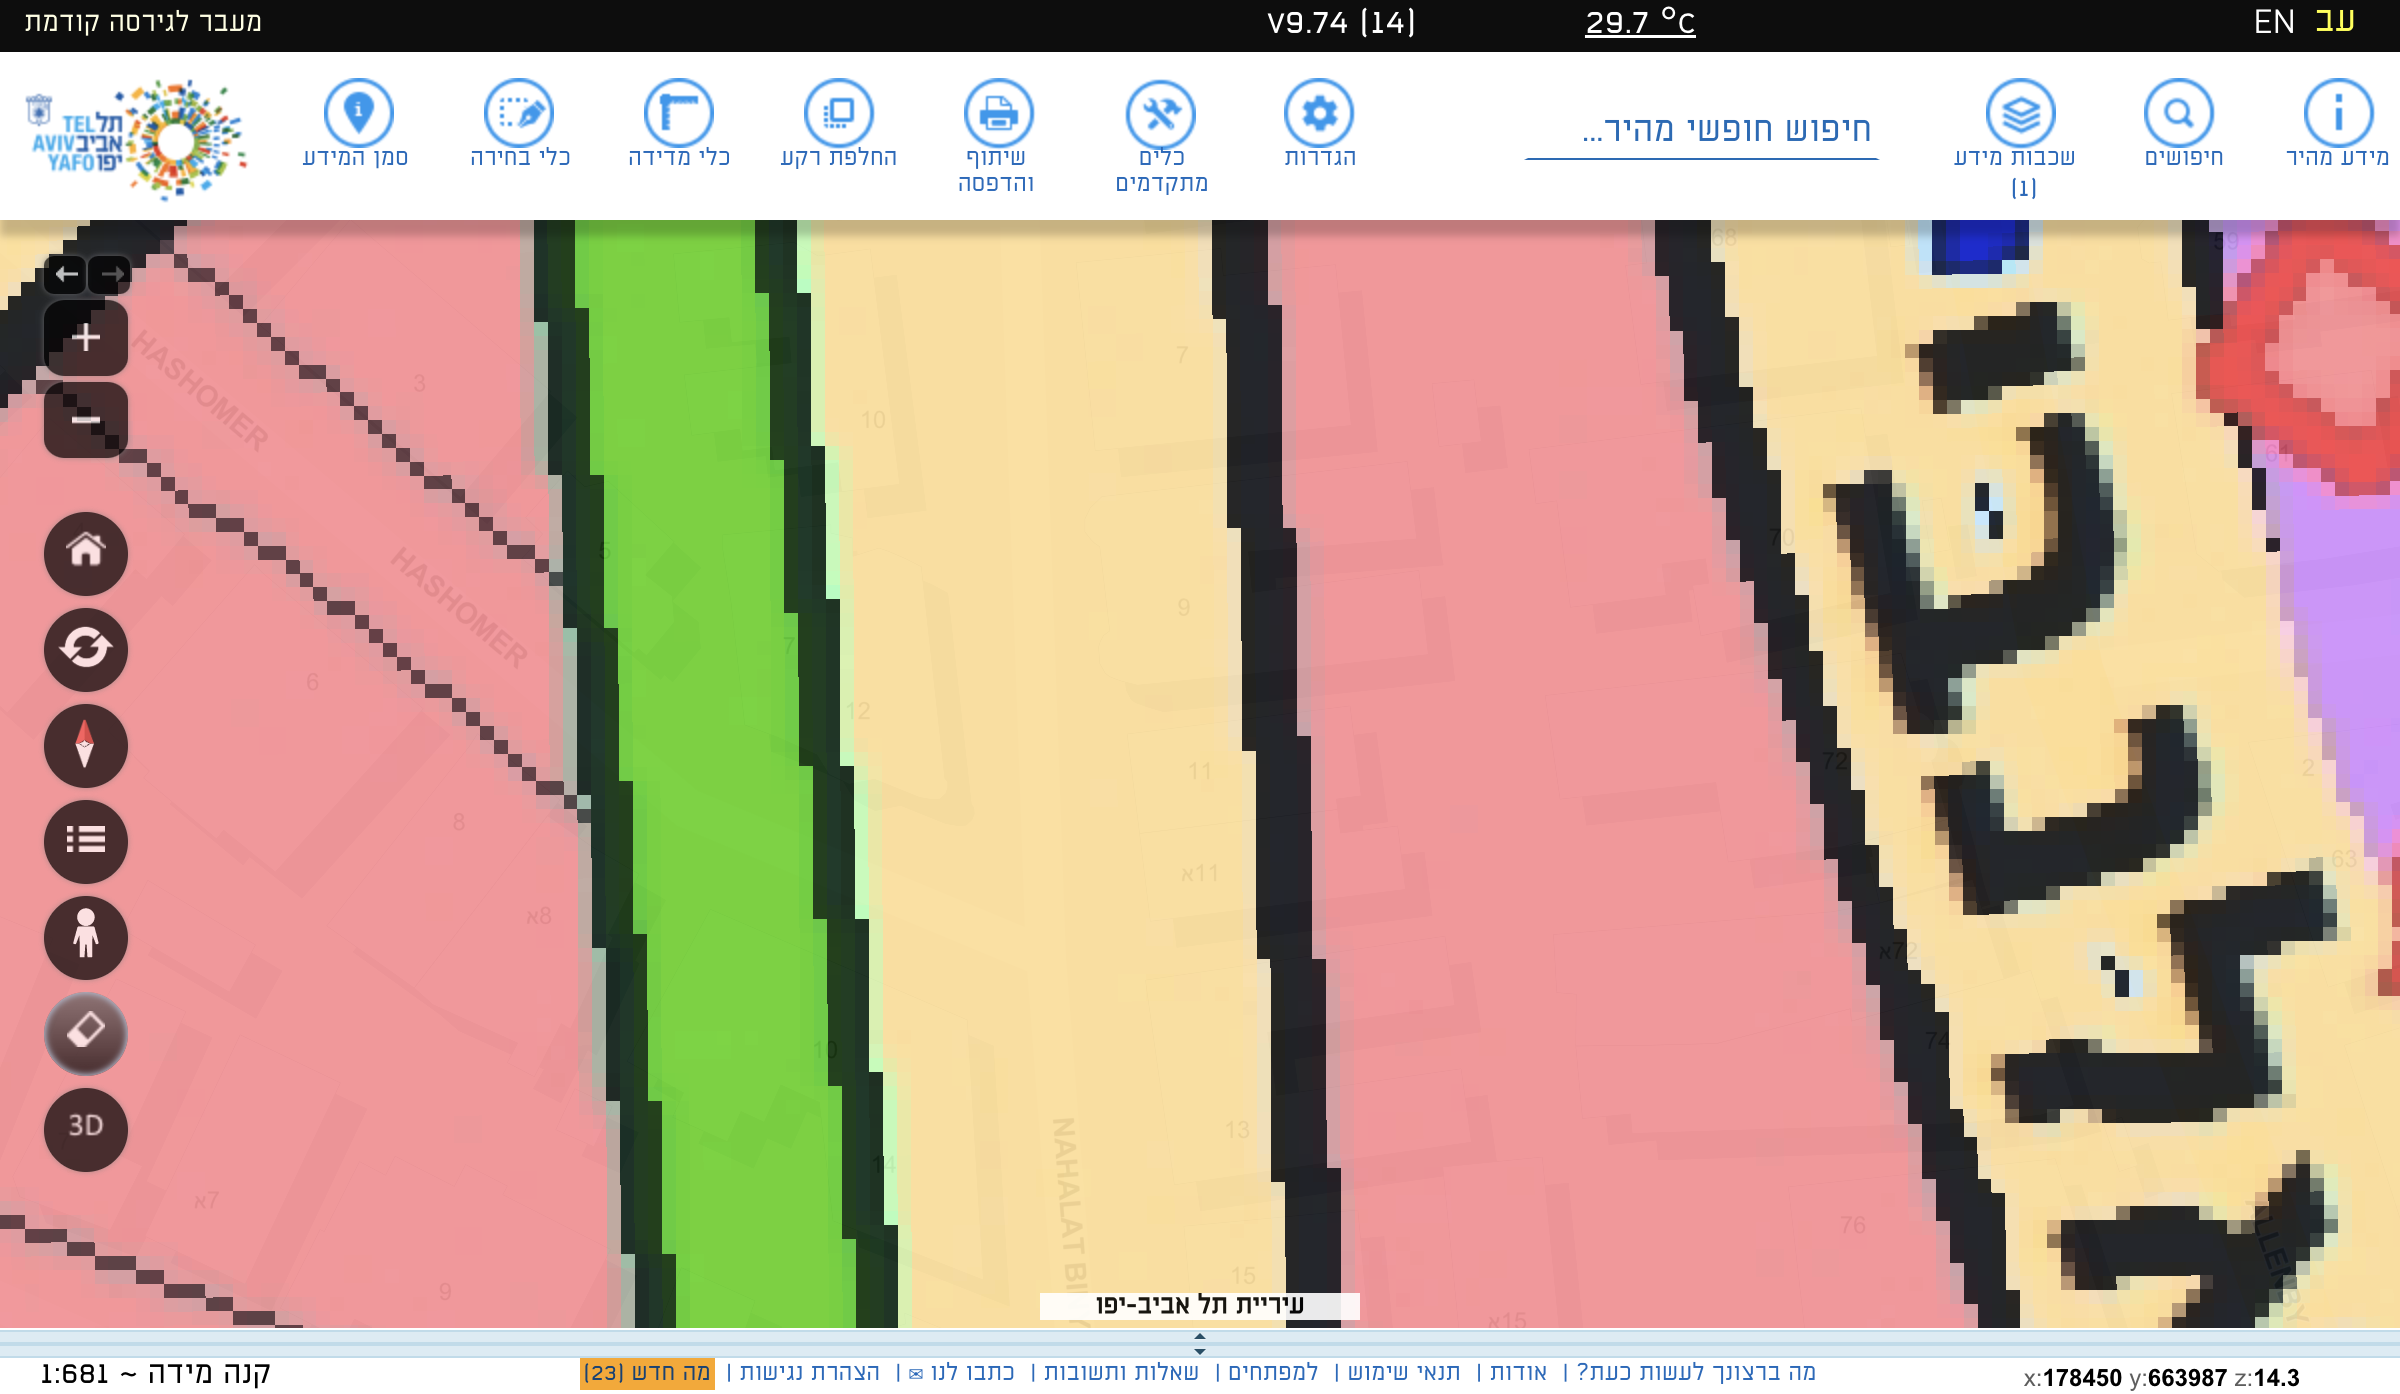 מעבר לגירסה קודמת
V9.74 (14)
29.7 °C
EN עב
תל אביב יפו TEL AVIV YAFO
סמן המידע
כלי בחירה
כלי מדידה
החלפת רקע
שיתוף והדפסה
כלים מתקדמים
הגדרות
חיפוש חופשי מהיר...
שכבות מידע (1)
חיפושים
מידע מהיר
68
59
HASHOMER
3
7
10
61
5
70
HASHOMER
9
7
6
12
72
11
2
8
63
11א
8א
72א
10
74
NAHALAT BI
13
14
7א
76
ALLENBY
15
9
15א
3D
עיריית תל אביב-יפו
קנה מידה ~ 1:681
מה ברצונך לעשות כעת? | אודות | תנאי שימוש | למפתחים | שאלות ותשובות | כתבו לנו ✉ | הצהרת נגישות | מה חדש (23)
x:178450 y:663987 z:14.3